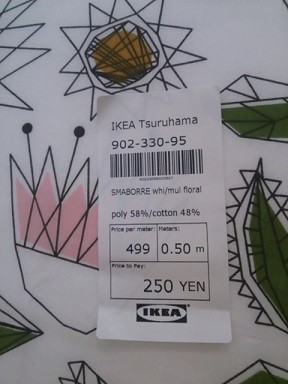 IKEA Tsuruhama
902-330-95
SMABORRE whi/mul floral
poly 58%/cotton 48%
Price per meter: Meters:
499 0.50 m
Price to Pay:
250 YEN
IKEA